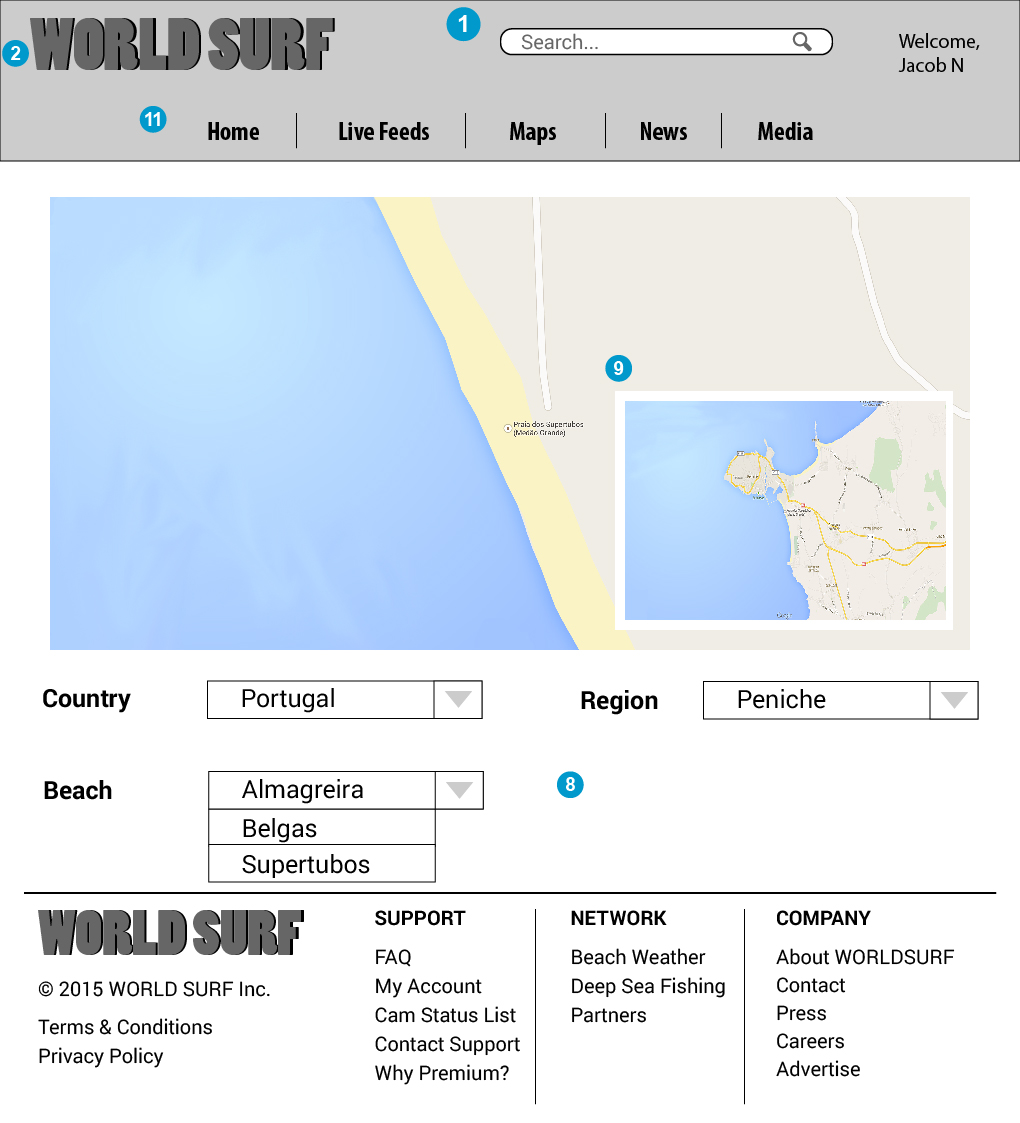 1
2
WORLD SURF
Search...
Welcome,
Jacob N
11
Home
Live Feeds
Maps
News
Media
9
Praia dos Supertubos
(Medão Grande)
Country
Portugal
Region
Peniche
Beach
Almagreira
8
Belgas
Supertubos
WORLD SURF
© 2015 WORLD SURF Inc.
Terms & Conditions
Privacy Policy
SUPPORT
FAQ
My Account
Cam Status List
Contact Support
Why Premium?
NETWORK
Beach Weather
Deep Sea Fishing
Partners
COMPANY
About WORLDSURF
Contact
Press
Careers
Advertise